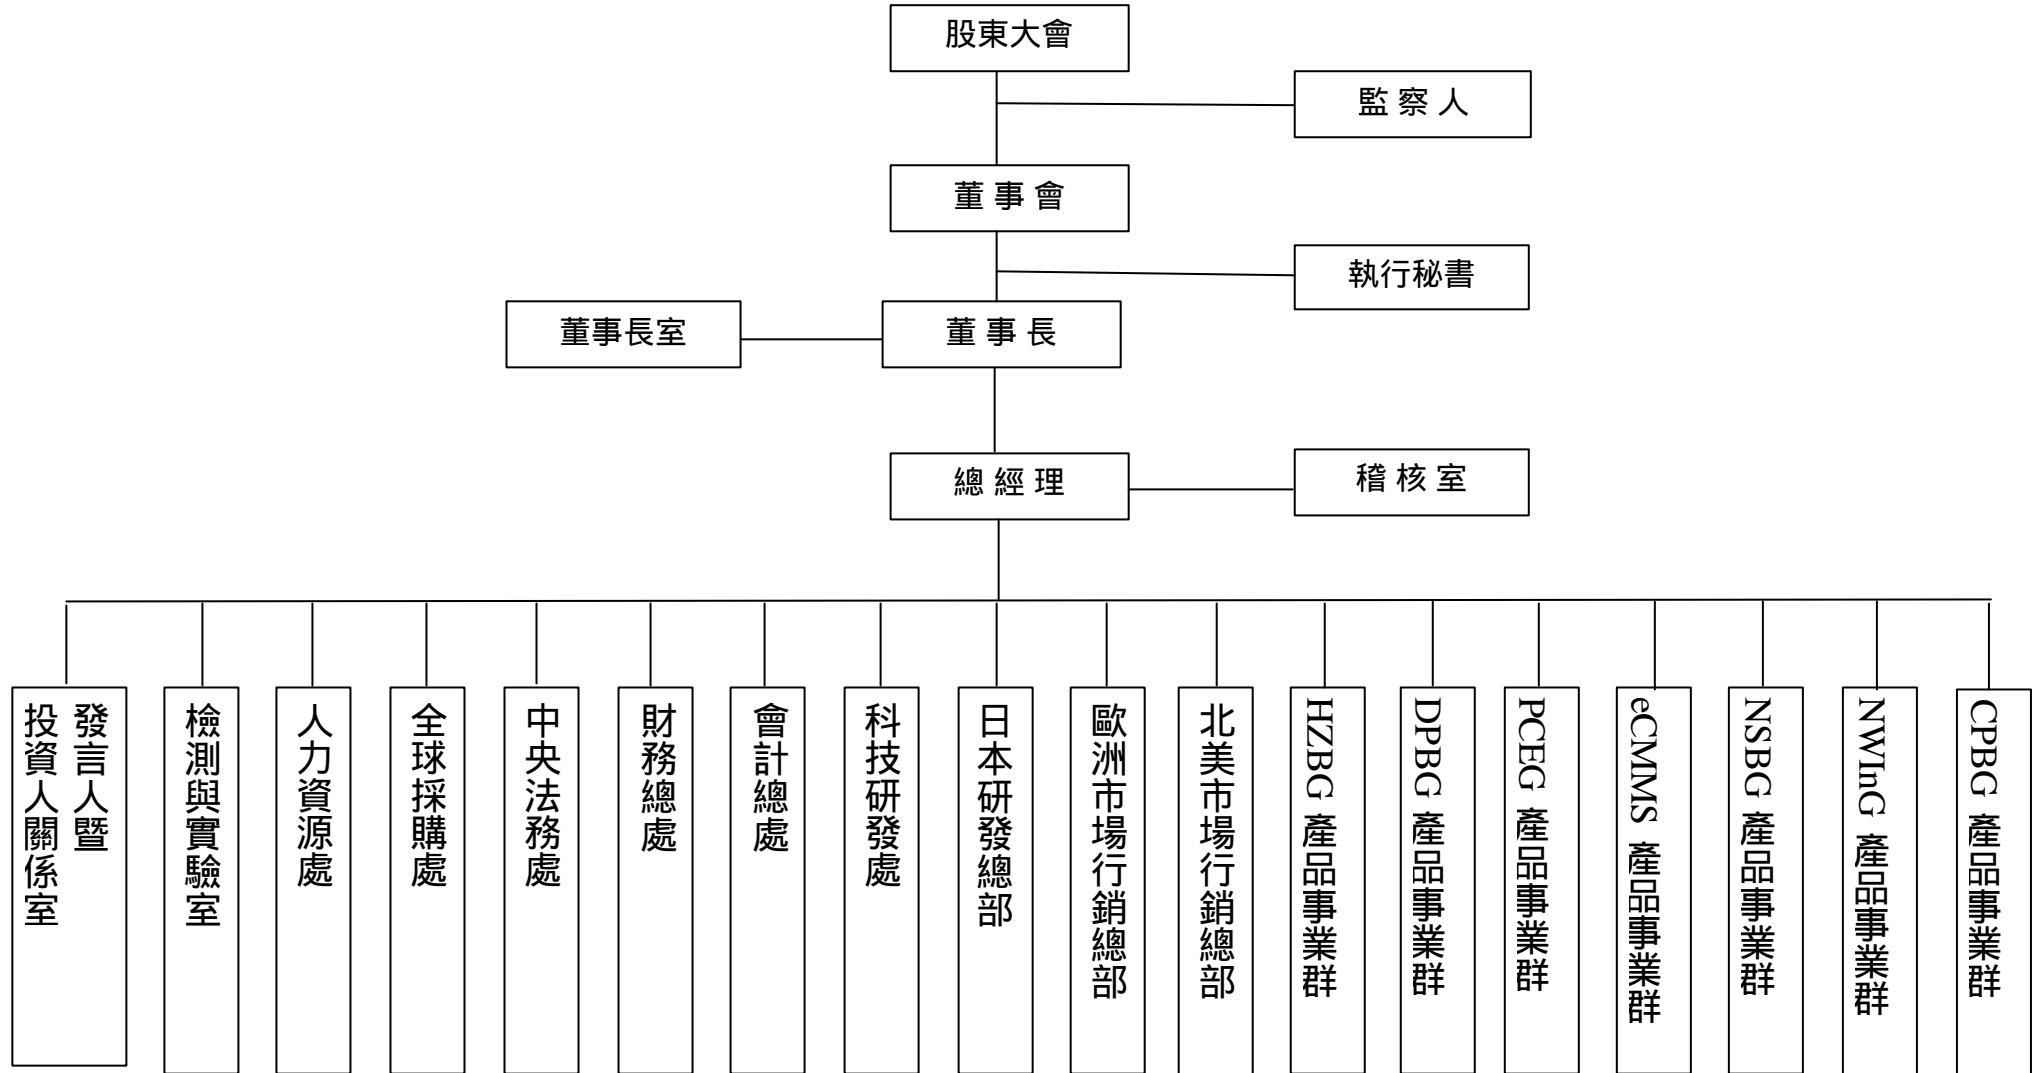 股東大會
監 察 人
董 事 會
執行秘書
董事長室
董 事 長
總 經 理
稽 核 室
發言人暨
投資人關係室
檢測與實驗室
人力資源處
全球採購處
中央法務處
財務總處
會計總處
科技研發處
日本研發總部
歐洲市場行銷總部
北美市場行銷總部
HZBG 產品事業群
DPBG 產品事業群
PCEG 產品事業群
eCMMS 產品事業群
NSBG 產品事業群
NWInG 產品事業群
CPBG 產品事業群